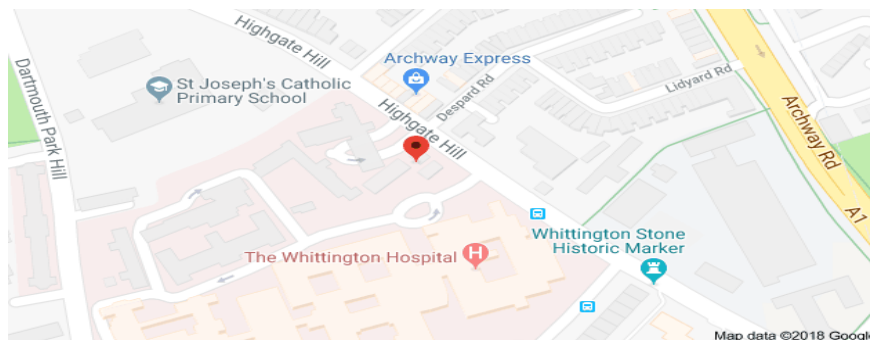 Highgate Hill
Archway Express
Dartmouth Park Hill
St Joseph's Catholic
Primary School
Despard Rd
Lidyard Rd
Highgate Hill
Archway Rd
A1
Whittington Stone
Historic Marker
The Whittington Hospital
H
Map data ©2018 Google